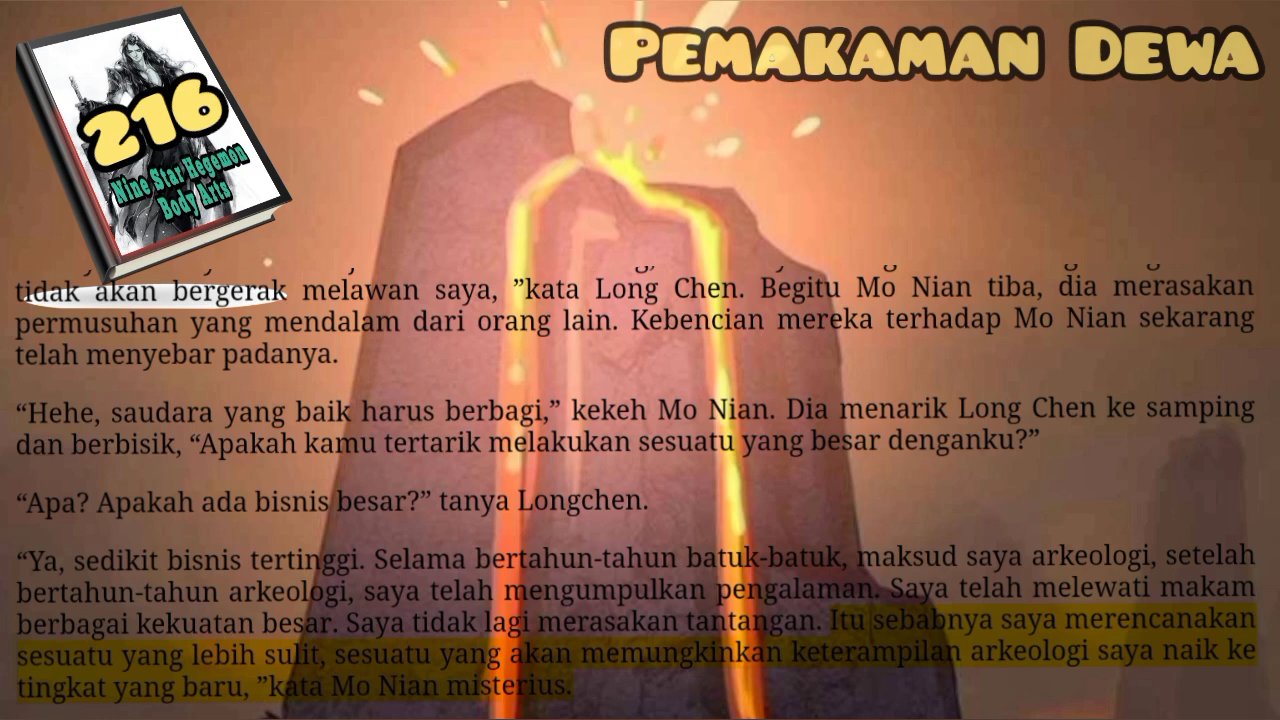 PEMAKAMAN DEWA
216
Nine Star Hegemon
Body Arts
tidak akan bergerak melawan saya, ”kata Long Chen. Begitu Mo Nian tiba, dia merasakan
permusuhan yang mendalam dari orang lain. Kebencian mereka terhadap Mo Nian sekarang
telah menyebar padanya.
“Hehe, saudara yang baik harus berbagi,” kekeh Mo Nian. Dia menarik Long Chen ke samping
dan berbisik, “Apakah kamu tertarik melakukan sesuatu yang besar denganku?”
“Apa? Apakah ada bisnis besar?” tanya Longchen.
“Ya, sedikit bisnis tertinggi. Selama bertahun-tahun batuk-batuk, maksud saya arkeologi, setelah
bertahun-tahun arkeologi, saya telah mengumpulkan pengalaman. Saya telah melewati makam
berbagai kekuatan besar. Saya tidak lagi merasakan tantangan. Itu sebabnya saya merencanakan
sesuatu yang lebih sulit, sesuatu yang akan memungkinkan keterampilan arkeologi saya naik ke
tingkat yang baru, ”kata Mo Nian misterius.